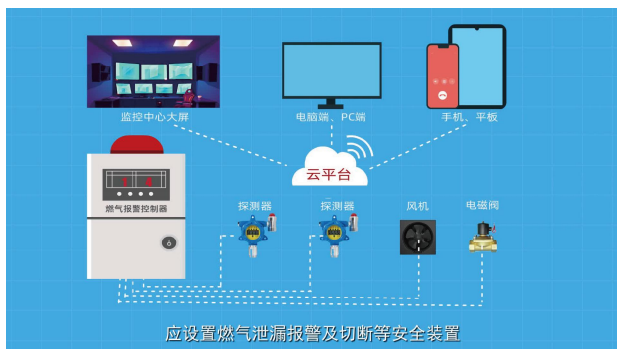 监控中心大屏
电脑端、PC端
手机、平板
云平台
燃气报警控制器
探测器
探测器
风机
电磁阀
应设置燃气泄漏报警及切断等安全装置